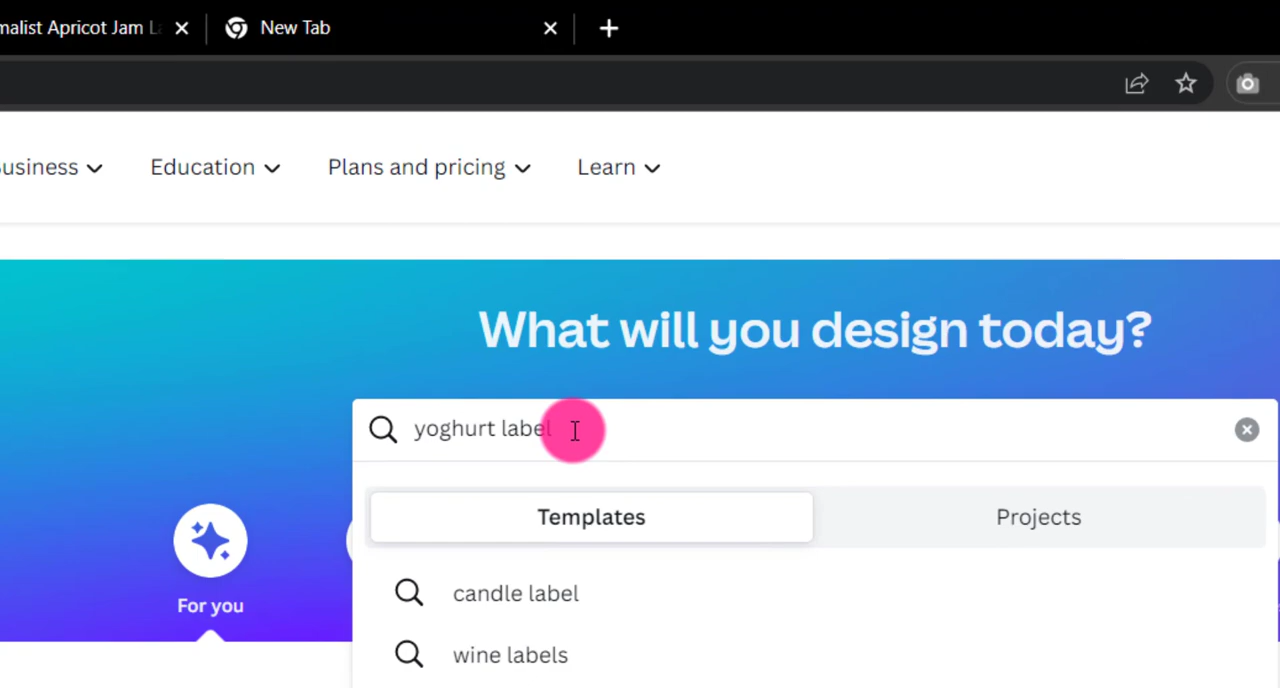 malist Apricot Jam La
New Tab
usiness
Education
Plans and pricing
Learn
What will you design today?
yoghurt label
Templates
Projects
candle label
For you
wine labels